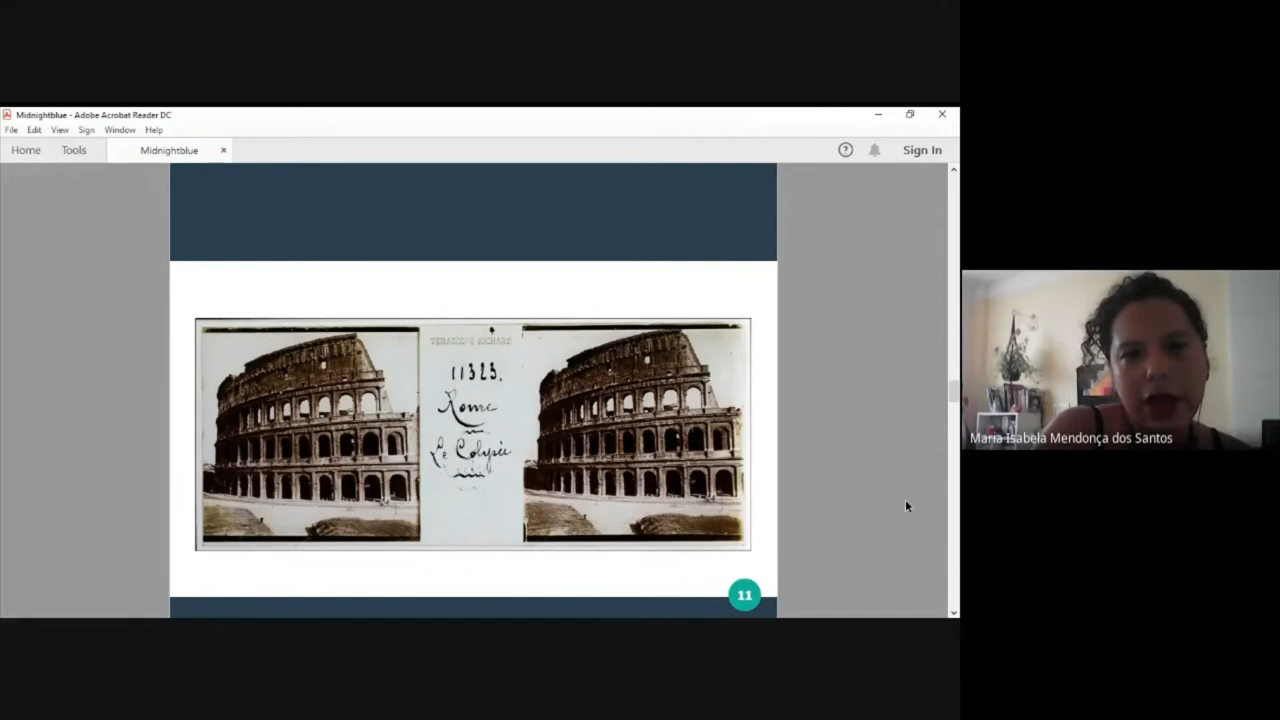 Midnightblue - Adobe Acrobat Reader DC
File Edit View Sign Window Help
Home Tools Midnightblue × ? Sign In
VERASCOPE RICHARD
11323.
Rome
Le Colysée
11
Maria Isabela Mendonça dos Santos